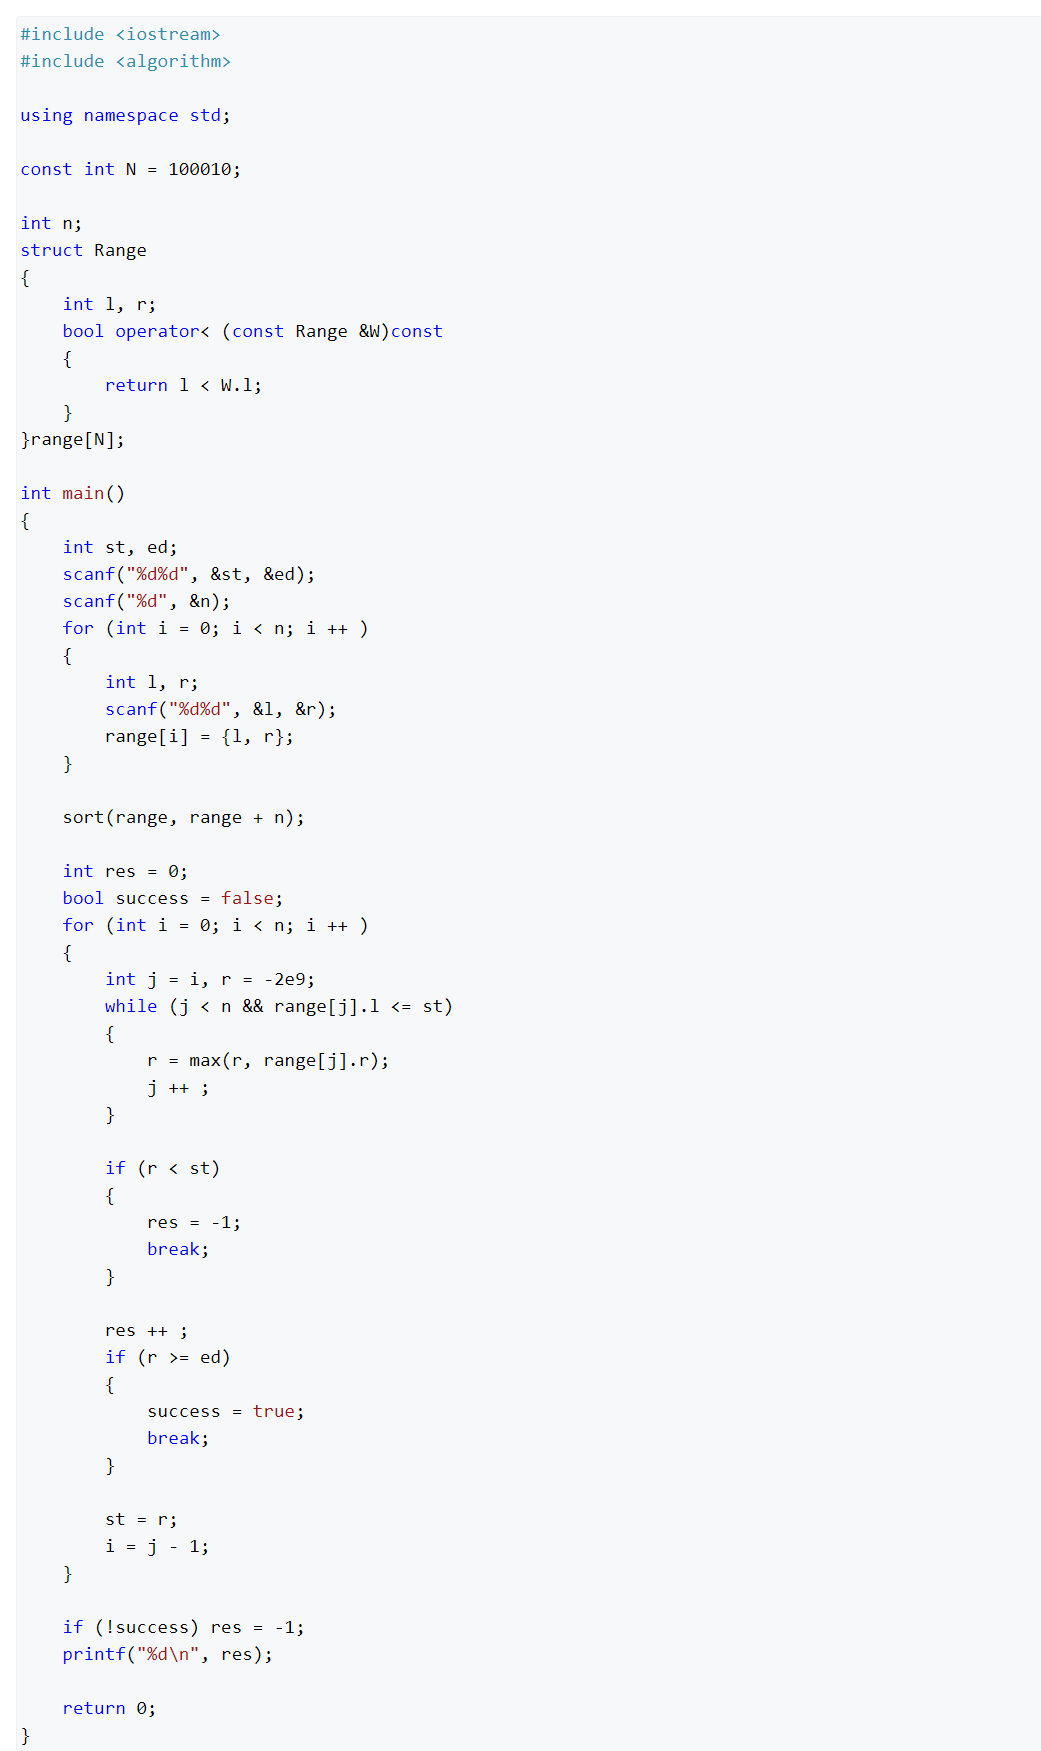 #include <iostream>
#include <algorithm>

using namespace std;

const int N = 100010;

int n;
struct Range
{
    int l, r;
    bool operator< (const Range &W)const
    {
        return l < W.l;
    }
}range[N];

int main()
{
    int st, ed;
    scanf("%d%d", &st, &ed);
    scanf("%d", &n);
    for (int i = 0; i < n; i ++ )
    {
        int l, r;
        scanf("%d%d", &l, &r);
        range[i] = {l, r};
    }

    sort(range, range + n);

    int res = 0;
    bool success = false;
    for (int i = 0; i < n; i ++ )
    {
        int j = i, r = -2e9;
        while (j < n && range[j].l <= st)
        {
            r = max(r, range[j].r);
            j ++ ;
        }

        if (r < st)
        {
            res = -1;
            break;
        }

        res ++ ;
        if (r >= ed)
        {
            success = true;
            break;
        }

        st = r;
        i = j - 1;
    }

    if (!success) res = -1;
    printf("%d\n", res);

    return 0;
}